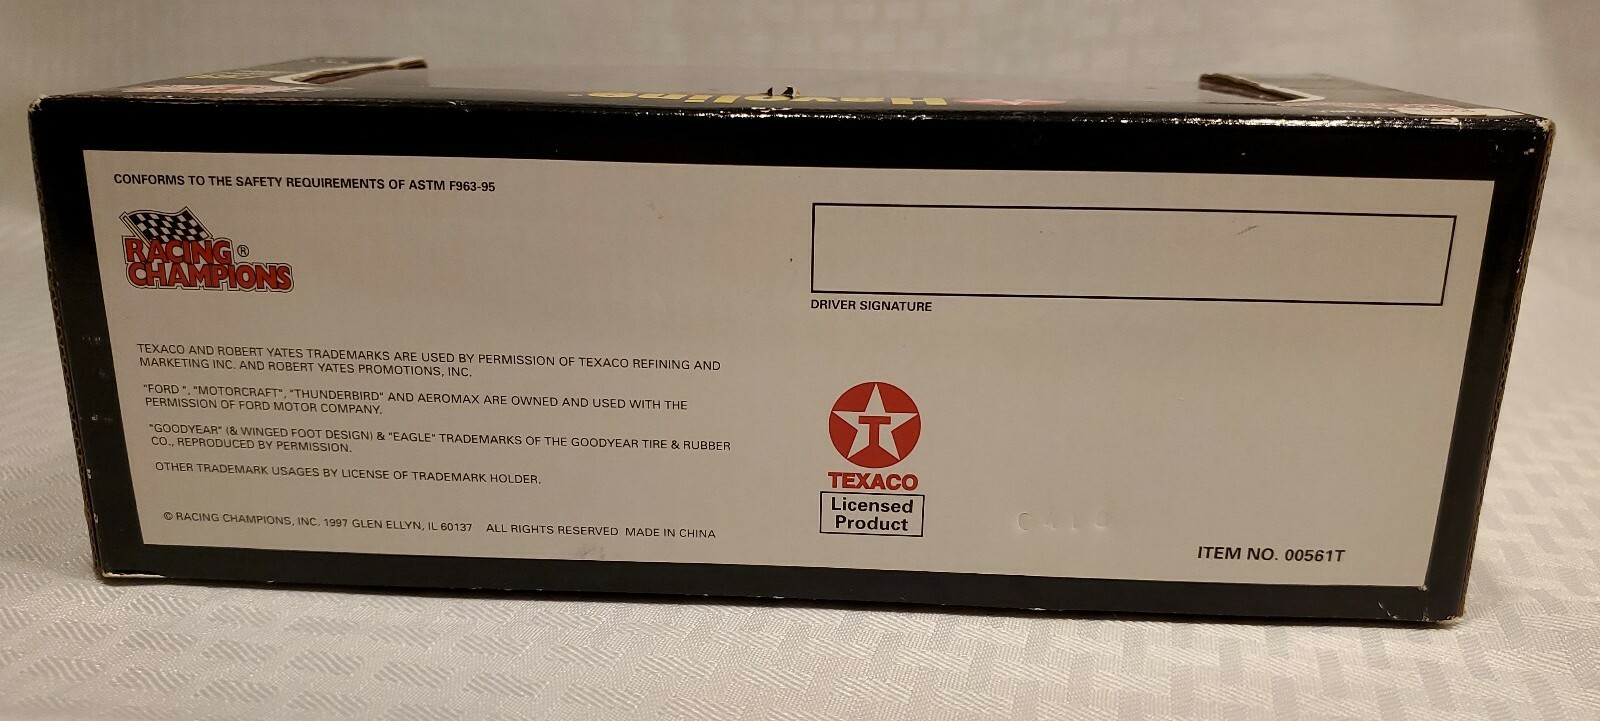 Havoline
CONFORMS TO THE SAFETY REQUIREMENTS OF ASTM F963-95
RACING ®
CHAMPIONS
TEXACO AND ROBERT YATES TRADEMARKS ARE USED BY PERMISSION OF TEXACO REFINING AND
MARKETING INC. AND ROBERT YATES PROMOTIONS, INC.
"FORD", "MOTORCRAFT", "THUNDERBIRD" AND AEROMAX ARE OWNED AND USED WITH THE
PERMISSION OF FORD MOTOR COMPANY.
"GOODYEAR" (& WINGED FOOT DESIGN) & "EAGLE" TRADEMARKS OF THE GOODYEAR TIRE & RUBBER
CO., REPRODUCED BY PERMISSION.
OTHER TRADEMARK USAGES BY LICENSE OF TRADEMARK HOLDER.
© RACING CHAMPIONS, INC. 1997 GLEN ELLYN, IL 60137 ALL RIGHTS RESERVED MADE IN CHINA
DRIVER SIGNATURE
T
TEXACO
Licensed
Product
ITEM NO. 00561T